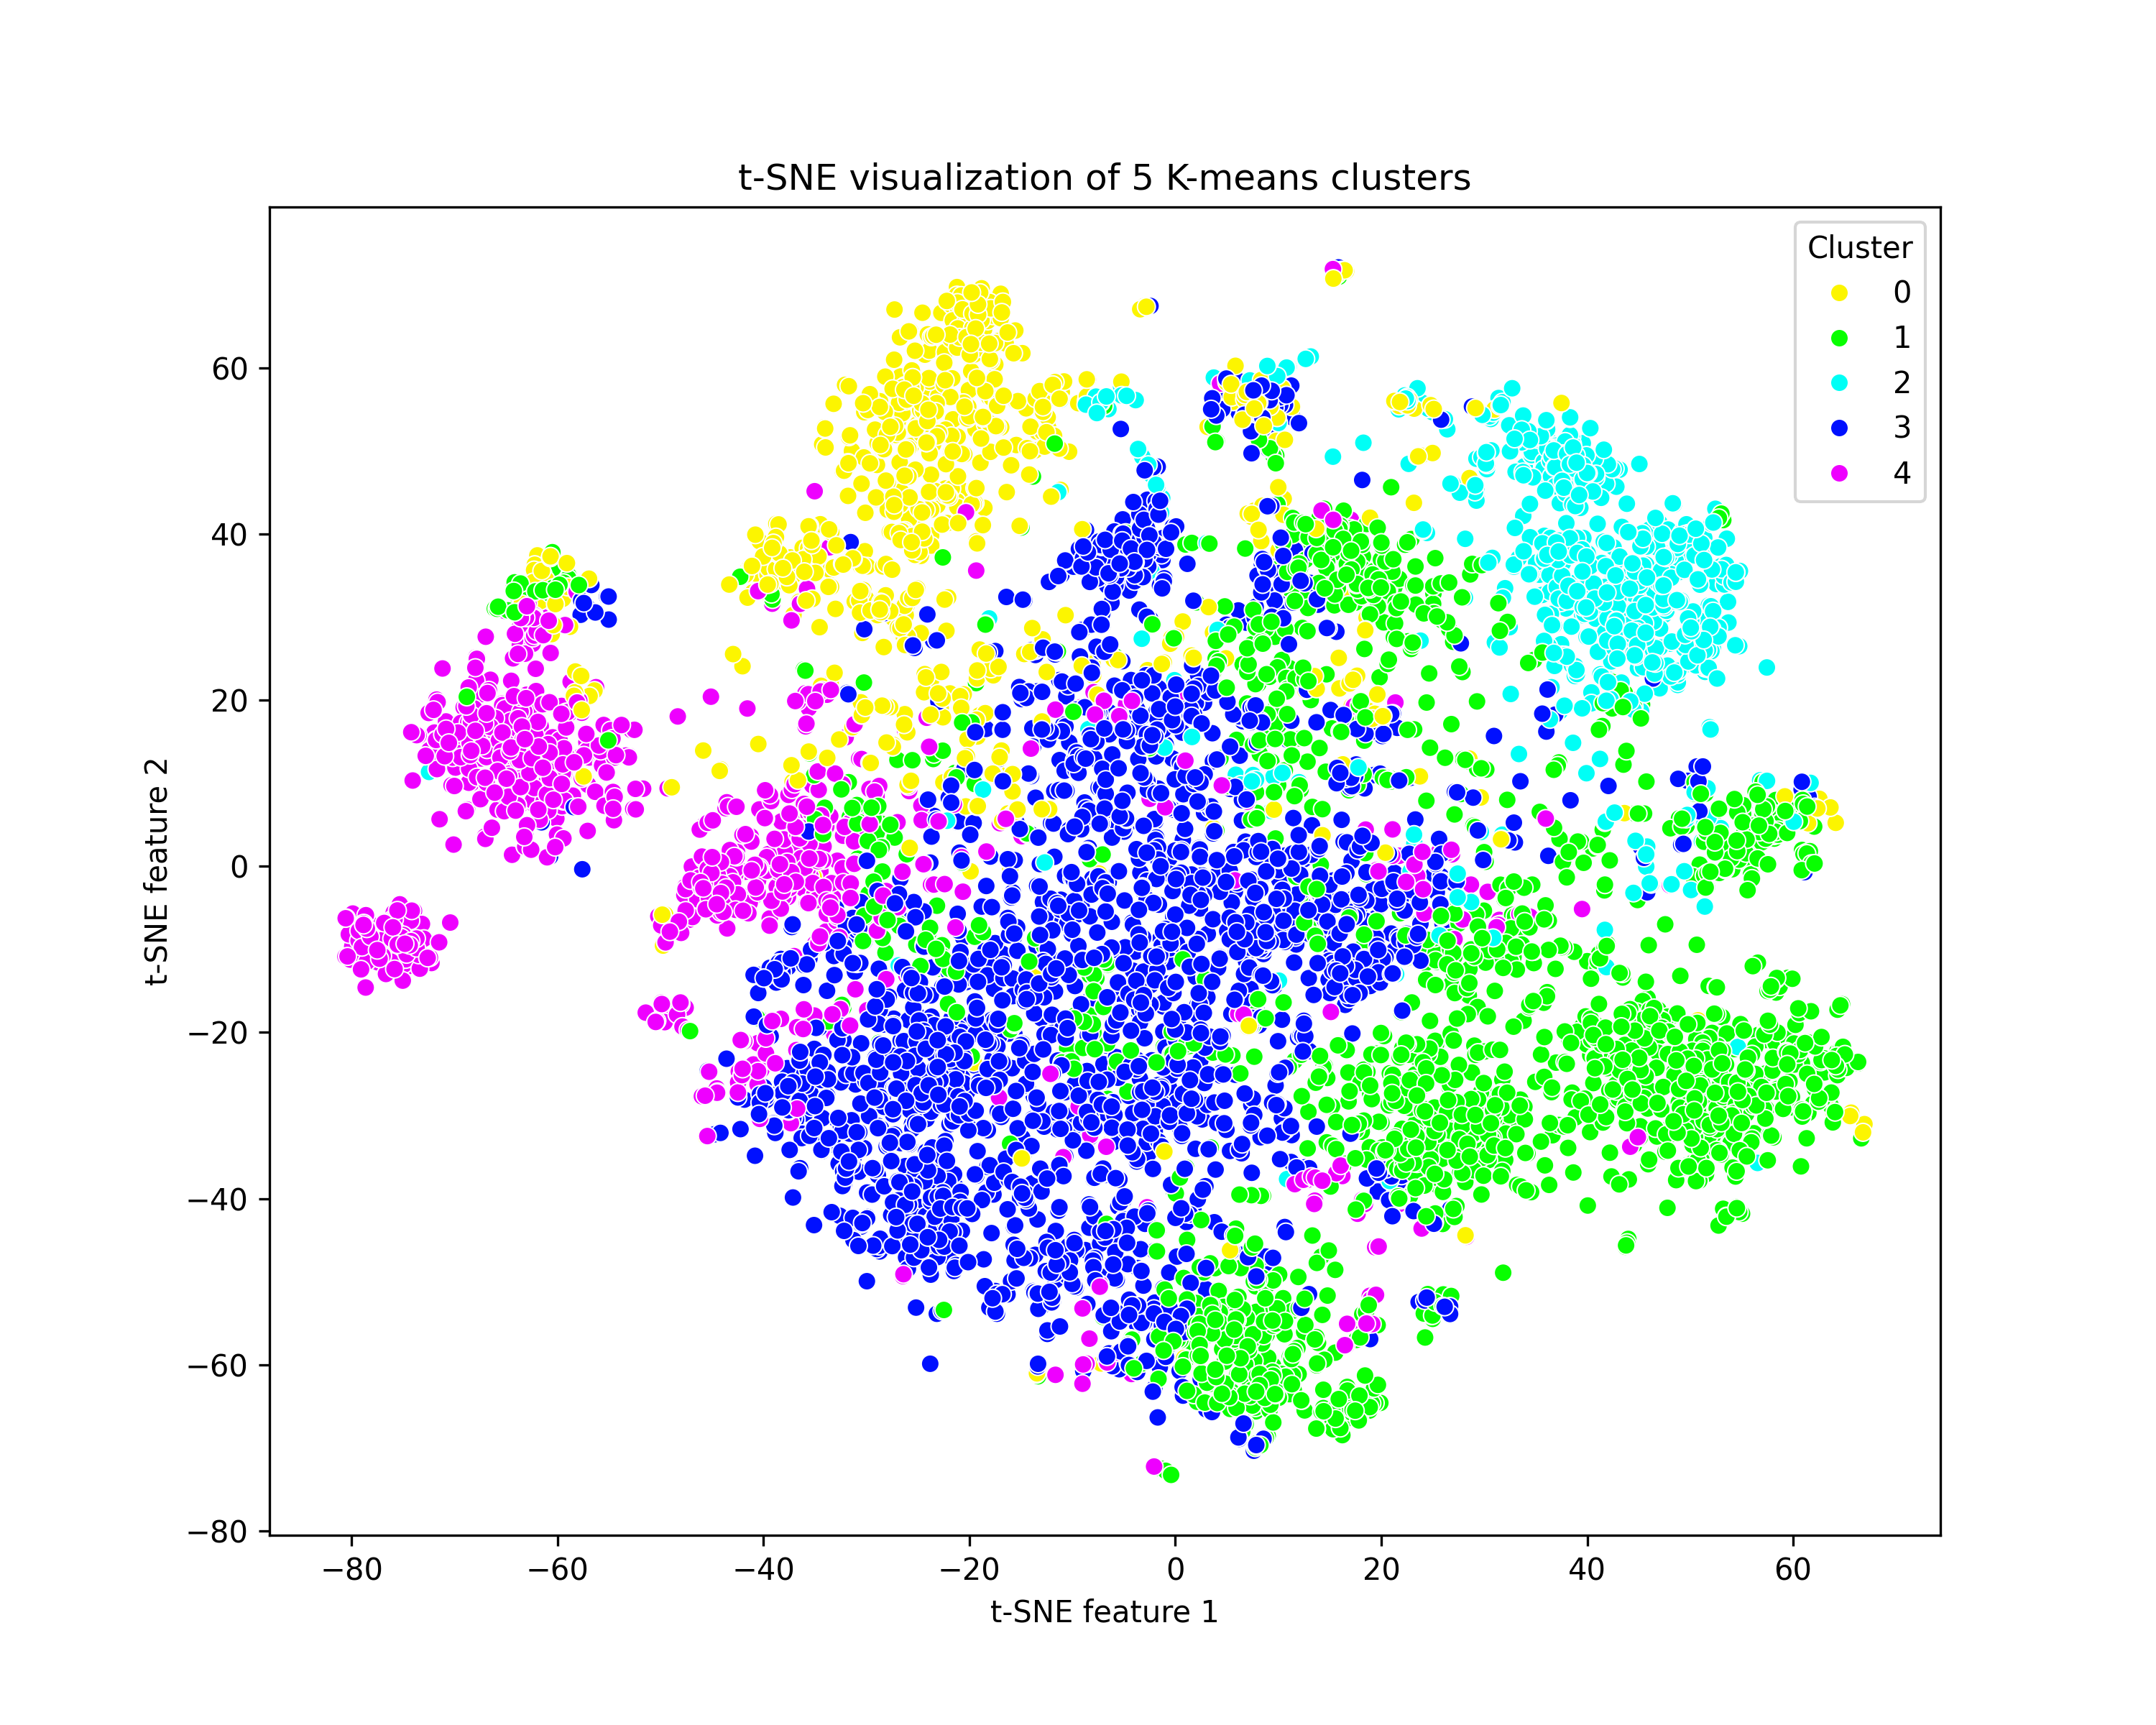 t-SNE visualization of 5 K-means clusters
Cluster
0
1
2
3
4
60
40
20
0
−20
−40
−60
−80
t-SNE feature 2
−80 −60 −40 −20 0 20 40 60
t-SNE feature 1